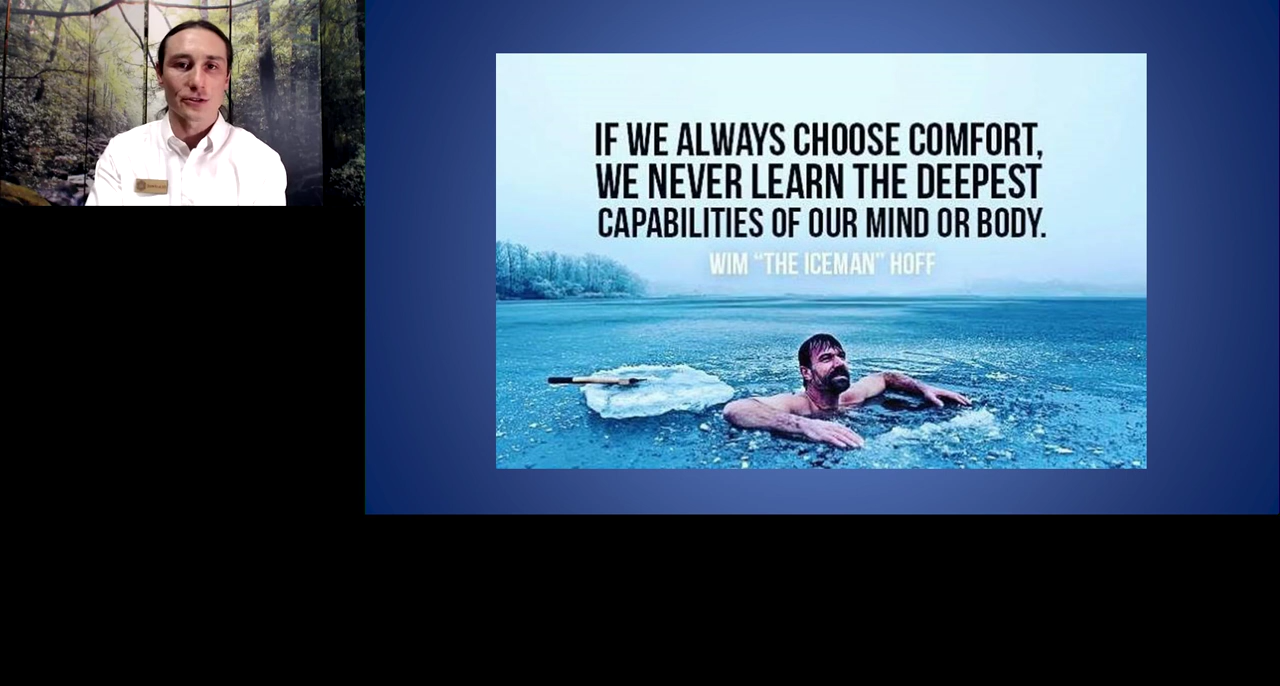 IF WE ALWAYS CHOOSE COMFORT,
WE NEVER LEARN THE DEEPEST
CAPABILITIES OF OUR MIND OR BODY.
WIM "THE ICEMAN" HOFF